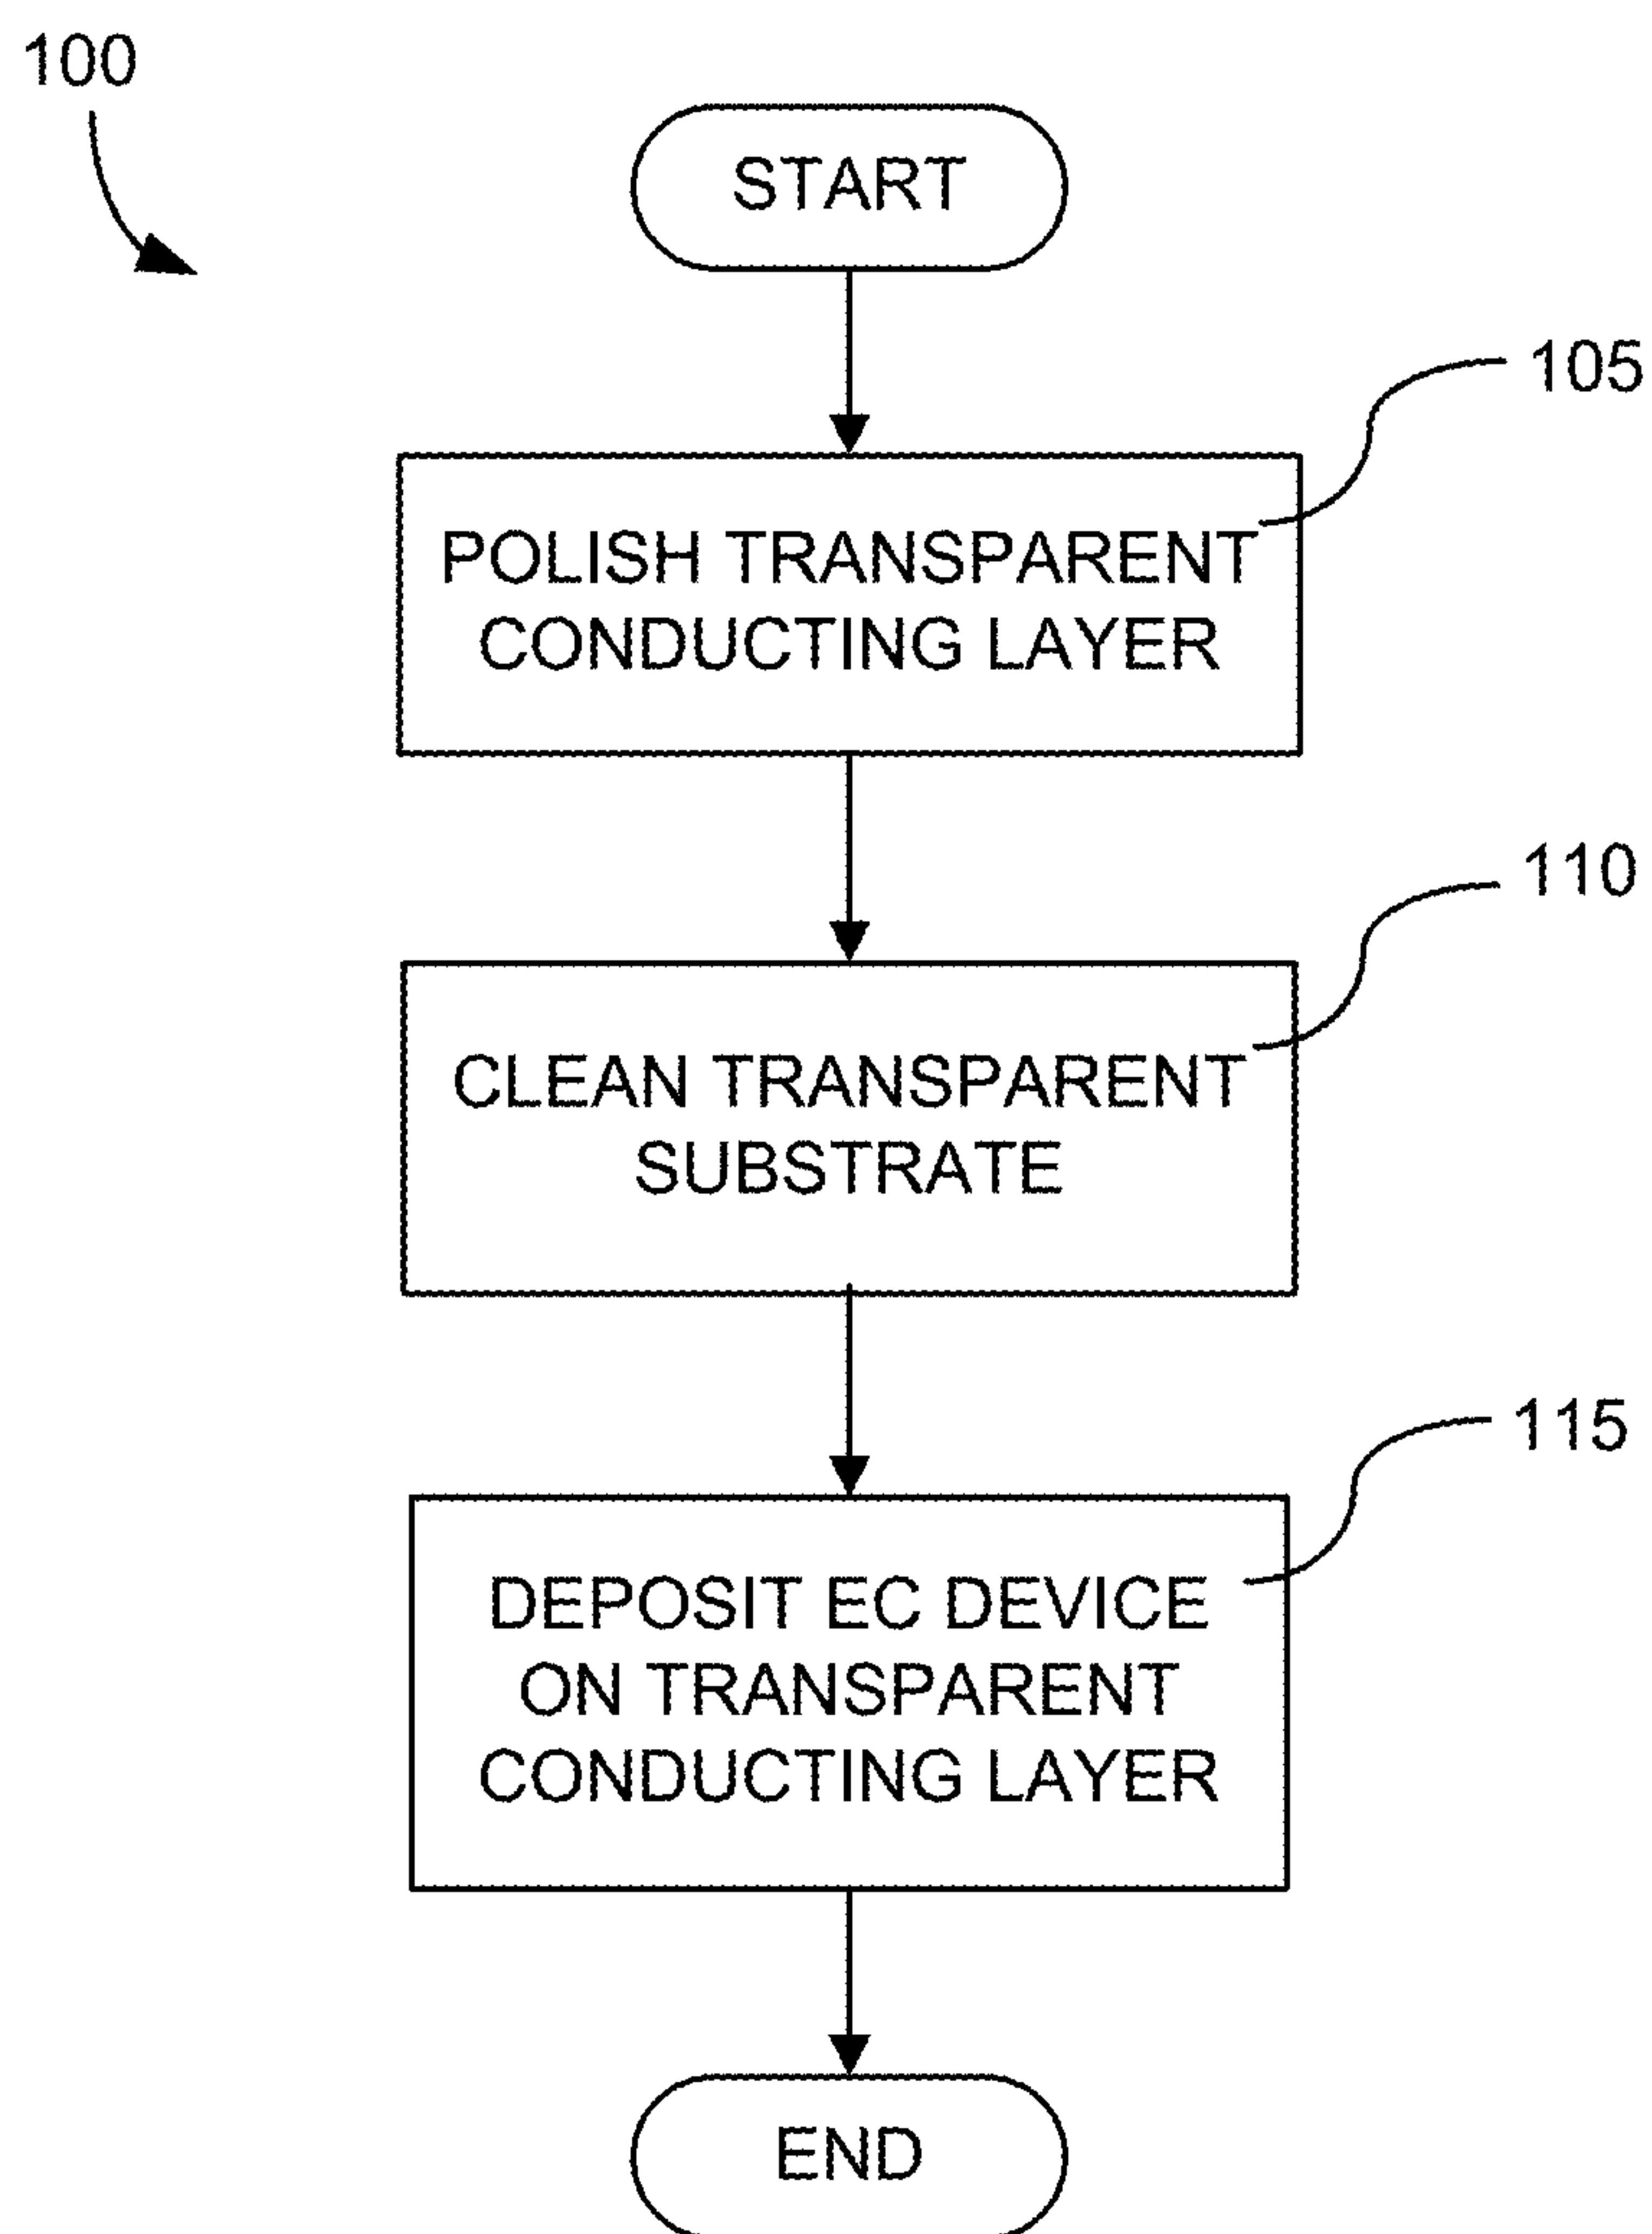 100
START
105
POLISH TRANSPARENT
CONDUCTING LAYER
110
CLEAN TRANSPARENT
SUBSTRATE
115
DEPOSIT EC DEVICE
ON TRANSPARENT
CONDUCTING LAYER
END